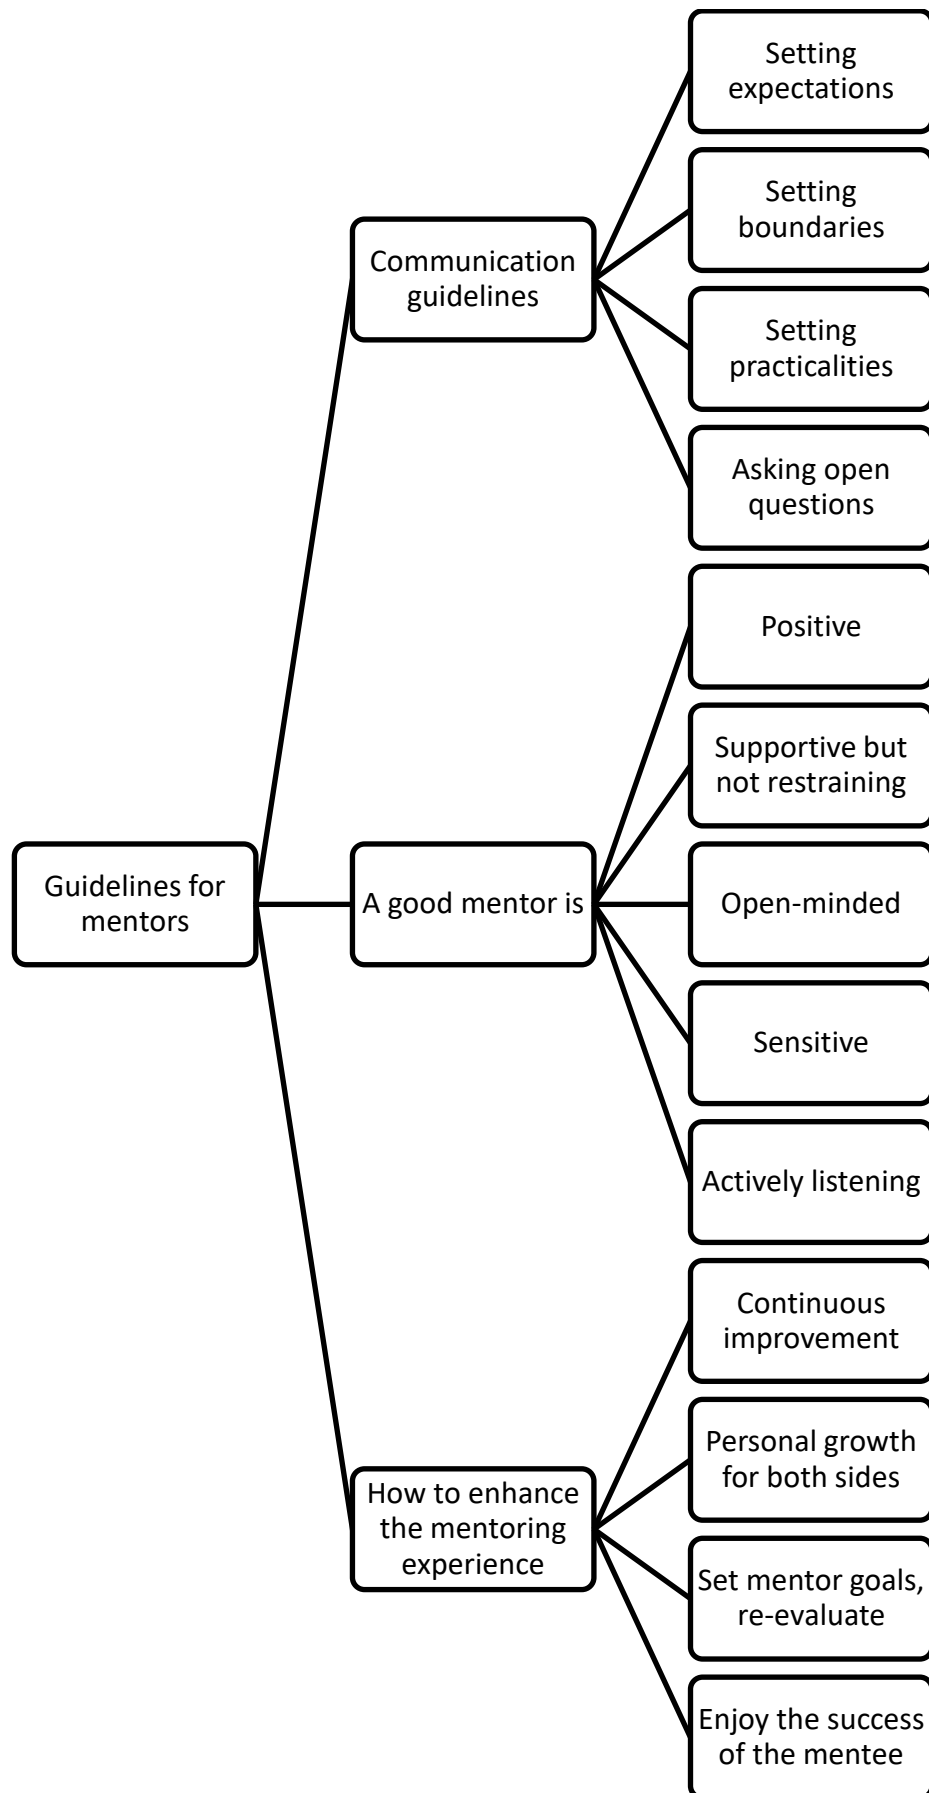 Guidelines for
mentors
Communication
guidelines
Setting
expectations
Setting
boundaries
Setting
practicalities
Asking open
questions
A good mentor is
Positive
Supportive but
not restraining
Open-minded
Sensitive
Actively listening
How to enhance
the mentoring
experience
Continuous
improvement
Personal growth
for both sides
Set mentor goals,
re-evaluate
Enjoy the success
of the mentee